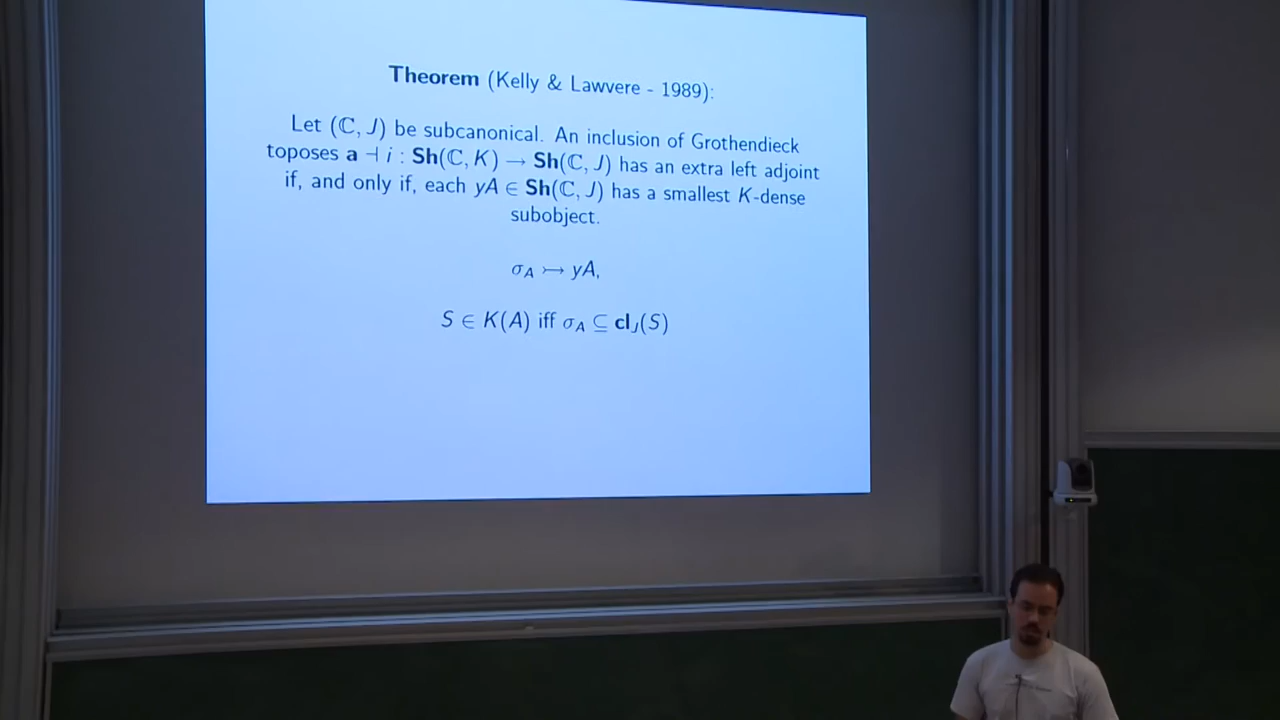 Theorem (Kelly & Lawvere - 1989):
Let (ℂ, J) be subcanonical. An inclusion of Grothendieck
toposes a ⊣ i : Sh(ℂ, K) → Sh(ℂ, J) has an extra left adjoint
if, and only if, each yA ∈ Sh(ℂ, J) has a smallest K-dense
subobject.
σ_A ↣ yA,
S ∈ K(A) iff σ_A ⊆ cl_J(S)